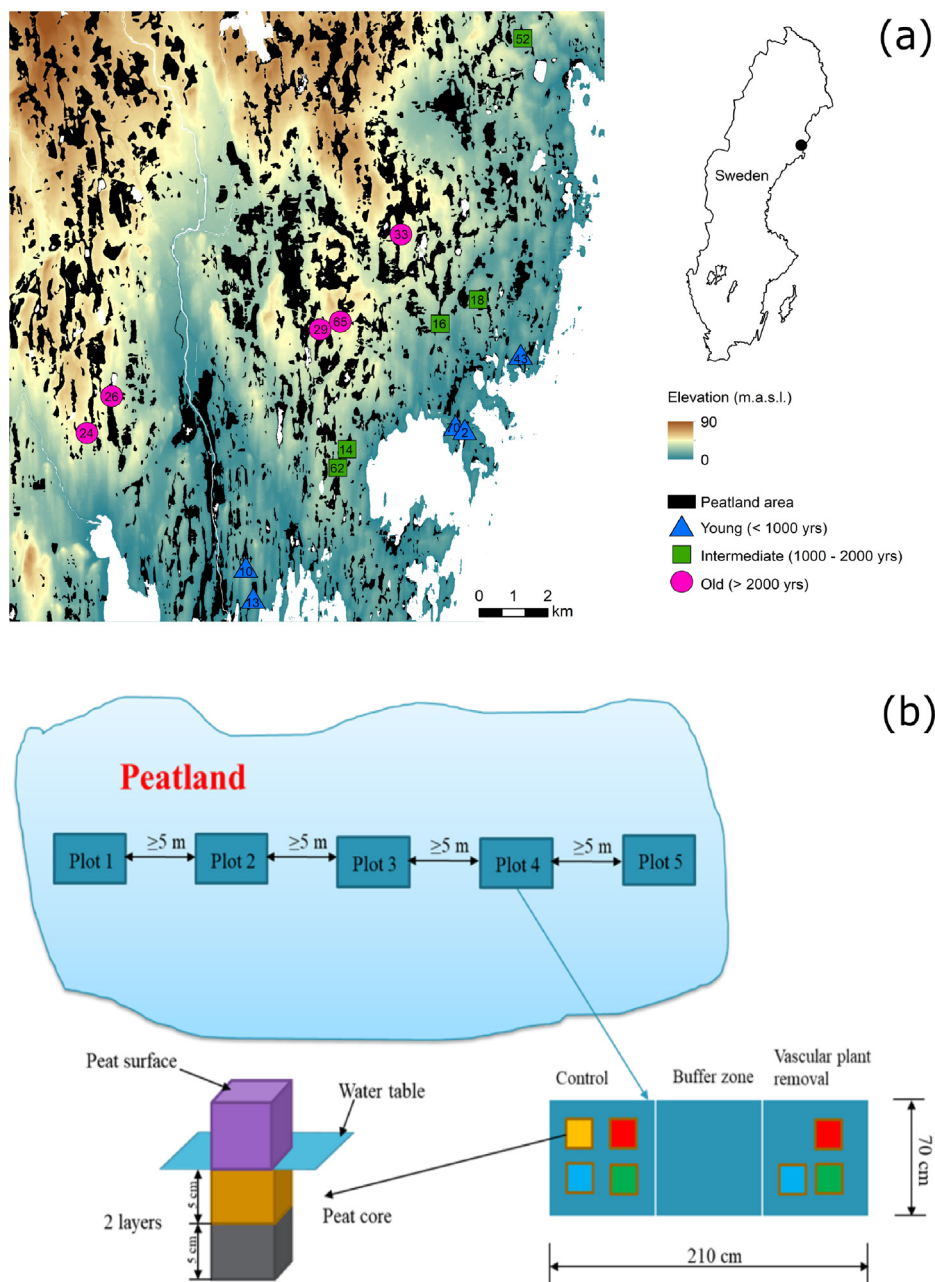 (a)
52
33
18
16
65
29
43
26
70
2
24
14
62
10
13
0 1 2
km
Sweden
Elevation (m.a.s.l.)
90
0
Peatland area
Young (< 1000 yrs)
Intermediate (1000 - 2000 yrs)
Old (> 2000 yrs)
(b)
Peatland
≥5 m ≥5 m ≥5 m ≥5 m
Plot 1 Plot 2 Plot 3 Plot 4 Plot 5
Peat surface
Water table
5 cm
2 layers
5 cm
Peat core
Control
Buffer zone
Vascular plant
removal
70 cm
210 cm